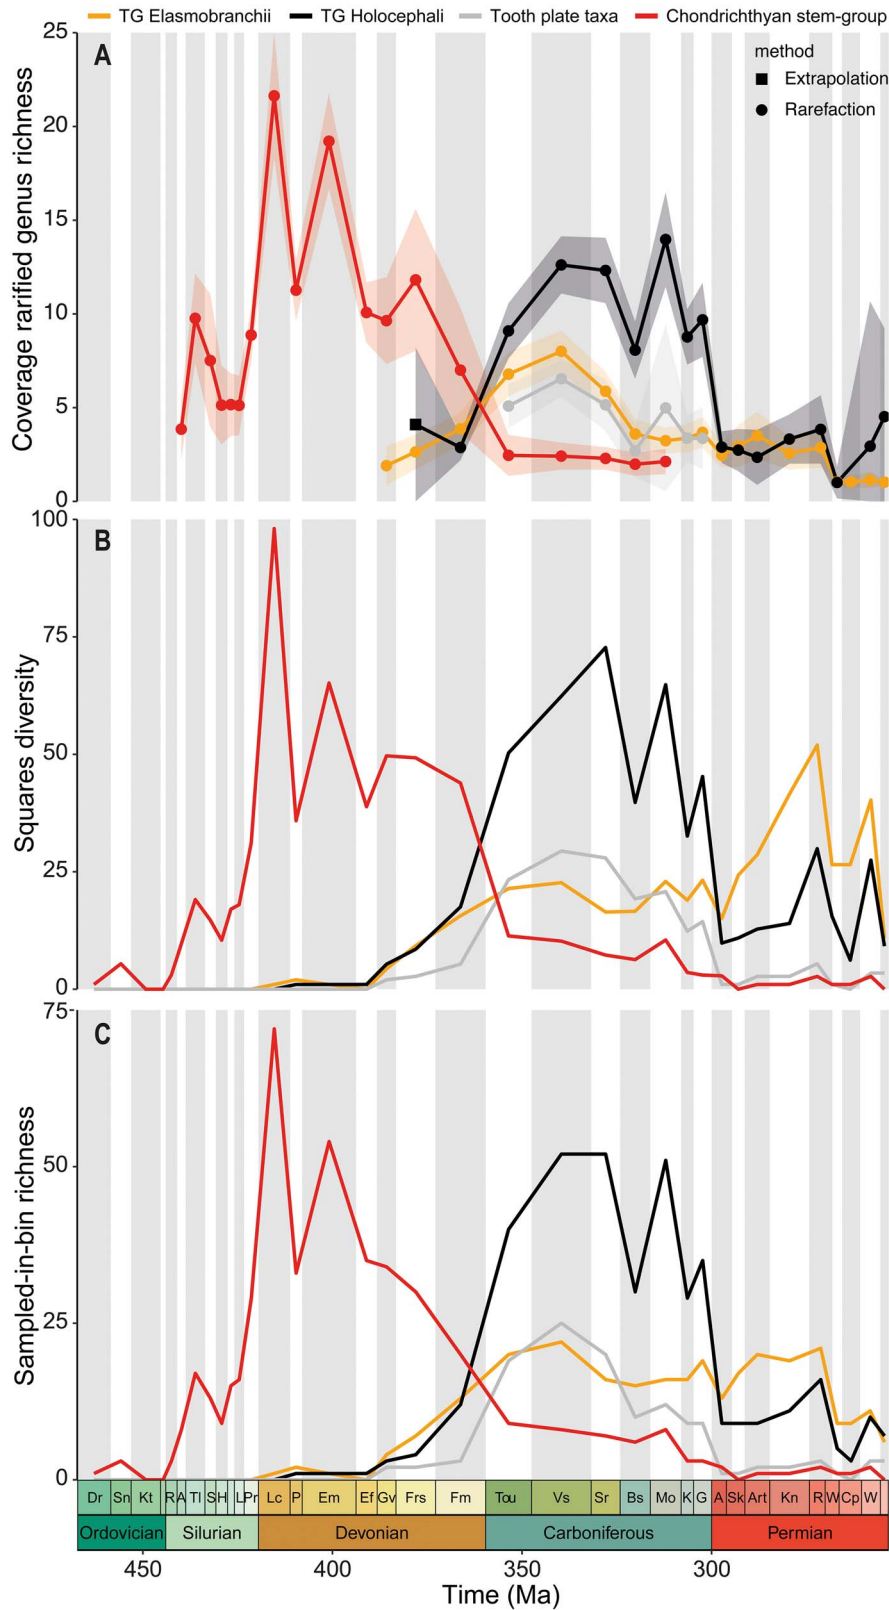 TG Elasmobranchii TG Holocephali Tooth plate taxa Chondrichthyan stem-group
A
Coverage rarified genus richness
method
Extrapolation
Rarefaction
25
20
15
10
5
0
B
Squares diversity
100
75
50
25
0
C
Sampled-in-bin richness
75
50
25
0
Dr Sn Kt R A Tl S H L Pr Lc P Em Ef Gv Frs Fm Tou Vs Sr Bs Mo K G A Sk Art Kn R W Cp W
Ordovician Silurian Devonian Carboniferous Permian
450 400 350 300
Time (Ma)